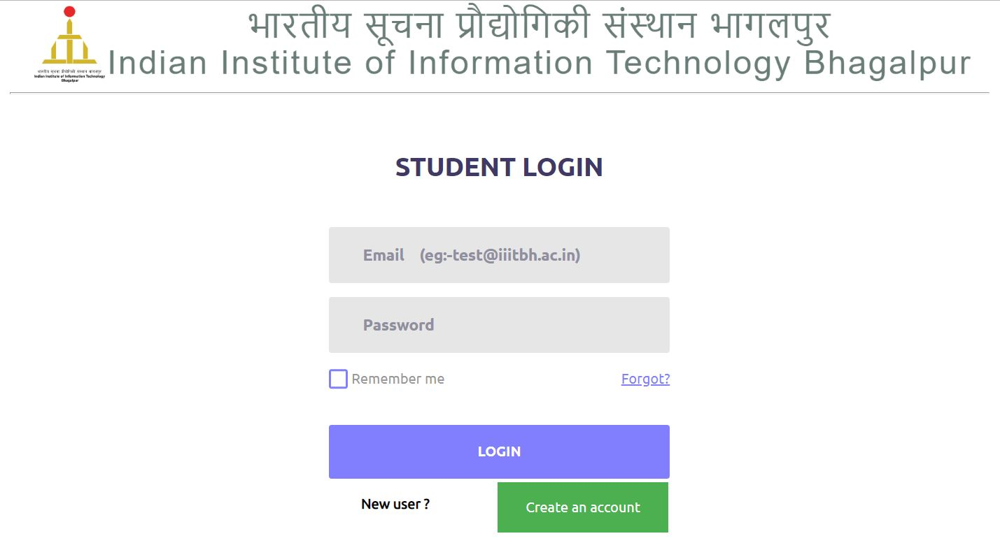 भारतीय सूचना प्रौद्योगिकी संस्थान भागलपुर
Indian Institute of Information Technology Bhagalpur
भारतीय सूचना प्रौद्योगिकी संस्थान भागलपुर
Indian Institute of Information Technology
Bhagalpur
STUDENT LOGIN
Email (eg:-test@iiitbh.ac.in)
Password
Remember me
Forgot?
LOGIN
New user ?
Create an account